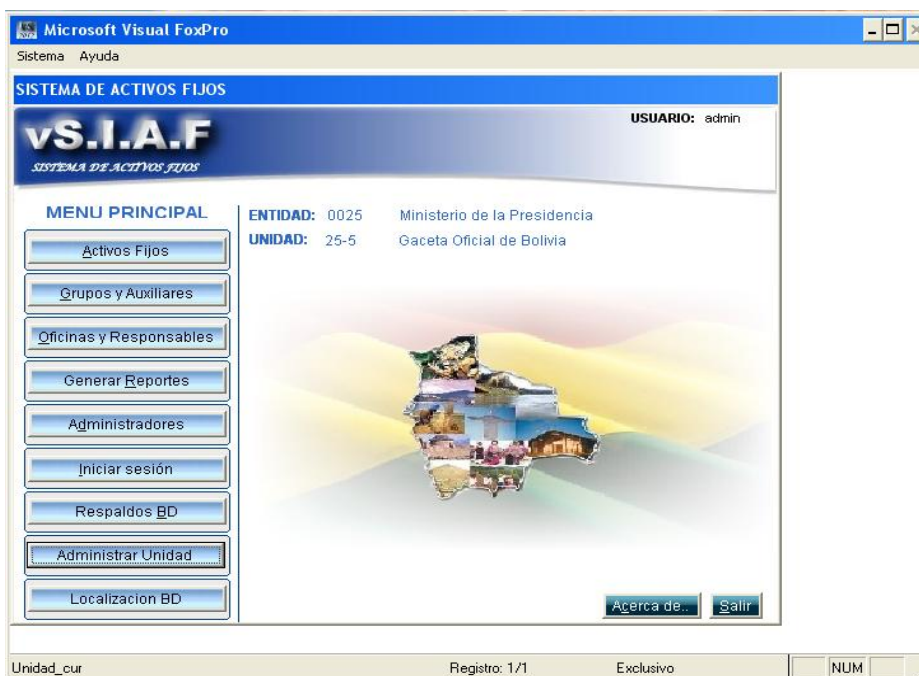 Microsoft Visual FoxPro
Sistema Ayuda
SISTEMA DE ACTIVOS FIJOS
vS.I.A.F
SISTEMA DE ACTIVOS FIJOS
USUARIO: admin
MENU PRINCIPAL
ENTIDAD: 0025 Ministerio de la Presidencia
UNIDAD: 25-5 Gaceta Oficial de Bolivia
Activos Fijos
Grupos y Auxiliares
Oficinas y Responsables
Generar Reportes
Administradores
Iniciar sesión
Respaldos BD
Administrar Unidad
Localizacion BD
Acerca de.. Salir
Unidad_cur Registro: 1/1 Exclusivo NUM